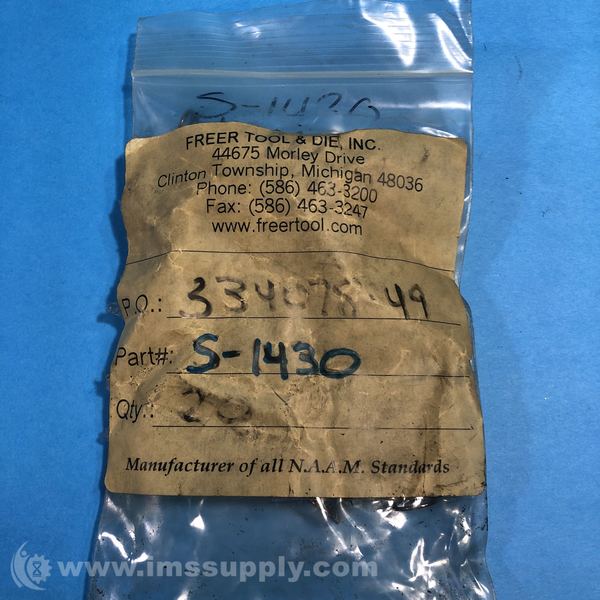 S-1430
FREER TOOL & DIE, INC.
44675 Morley Drive
Clinton Township, Michigan 48036
Phone: (586) 463-3200
Fax: (586) 463-3247
www.freertool.com
P.O.: 334078-49
Part#: S-1430
Qty.: 20
Manufacturer of all N.A.A.M. Standards
www.imssupply.com